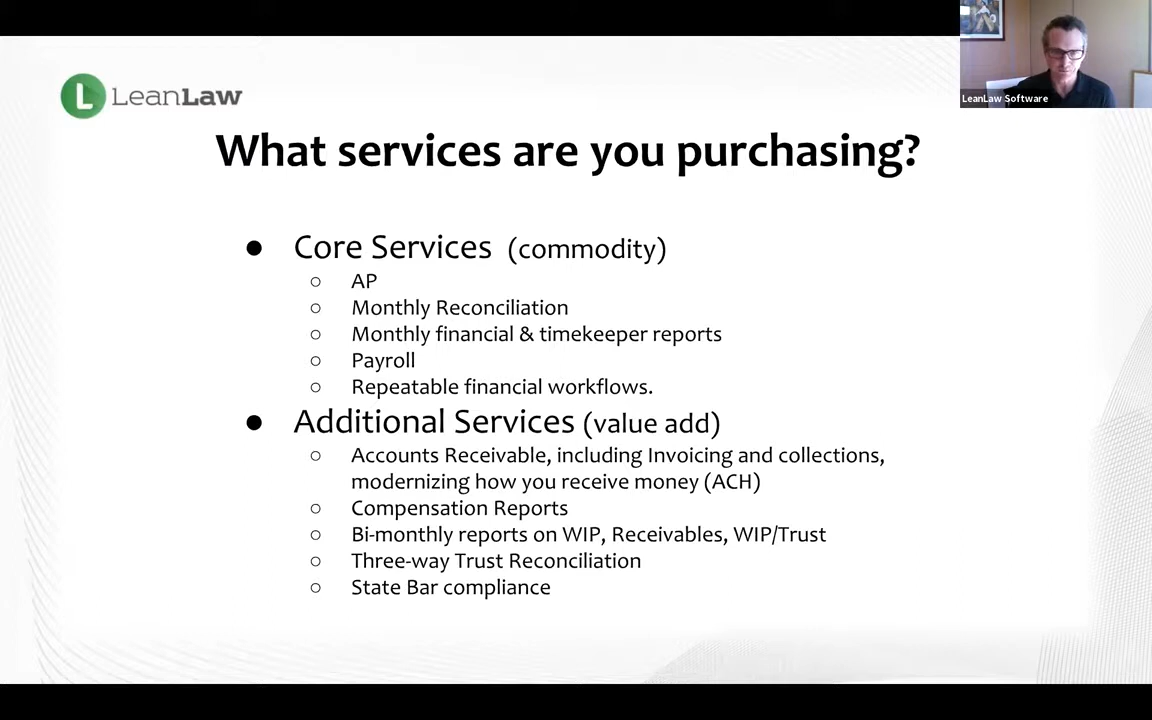 LeanLaw
LeanLaw Software
What services are you purchasing?
● Core Services (commodity)
○ AP
○ Monthly Reconciliation
○ Monthly financial & timekeeper reports
○ Payroll
○ Repeatable financial workflows.
● Additional Services (value add)
○ Accounts Receivable, including Invoicing and collections,
modernizing how you receive money (ACH)
○ Compensation Reports
○ Bi-monthly reports on WIP, Receivables, WIP/Trust
○ Three-way Trust Reconciliation
○ State Bar compliance